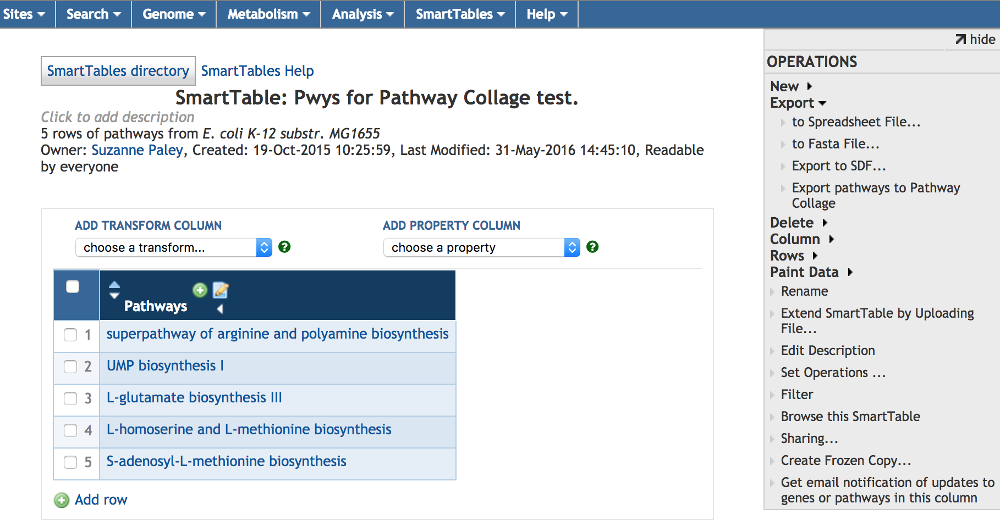 Sites Search Genome Metabolism Analysis SmartTables Help
SmartTables directory SmartTables Help
SmartTable: Pwys for Pathway Collage test.
Click to add description
5 rows of pathways from E. coli K-12 substr. MG1655
Owner: Suzanne Paley, Created: 19-Oct-2015 10:25:59, Last Modified: 31-May-2016 14:45:10, Readable
by everyone
ADD TRANSFORM COLUMN ADD PROPERTY COLUMN
choose a transform... ? choose a property ?
Pathways
1 superpathway of arginine and polyamine biosynthesis
2 UMP biosynthesis I
3 L-glutamate biosynthesis III
4 L-homoserine and L-methionine biosynthesis
5 S-adenosyl-L-methionine biosynthesis
Add row
hide
OPERATIONS
New
Export
to Spreadsheet File...
to Fasta File...
Export to SDF...
Export pathways to Pathway
Collage
Delete
Column
Rows
Paint Data
Rename
Extend SmartTable by Uploading
File...
Edit Description
Set Operations ...
Filter
Browse this SmartTable
Sharing...
Create Frozen Copy...
Get email notification of updates to
genes or pathways in this column